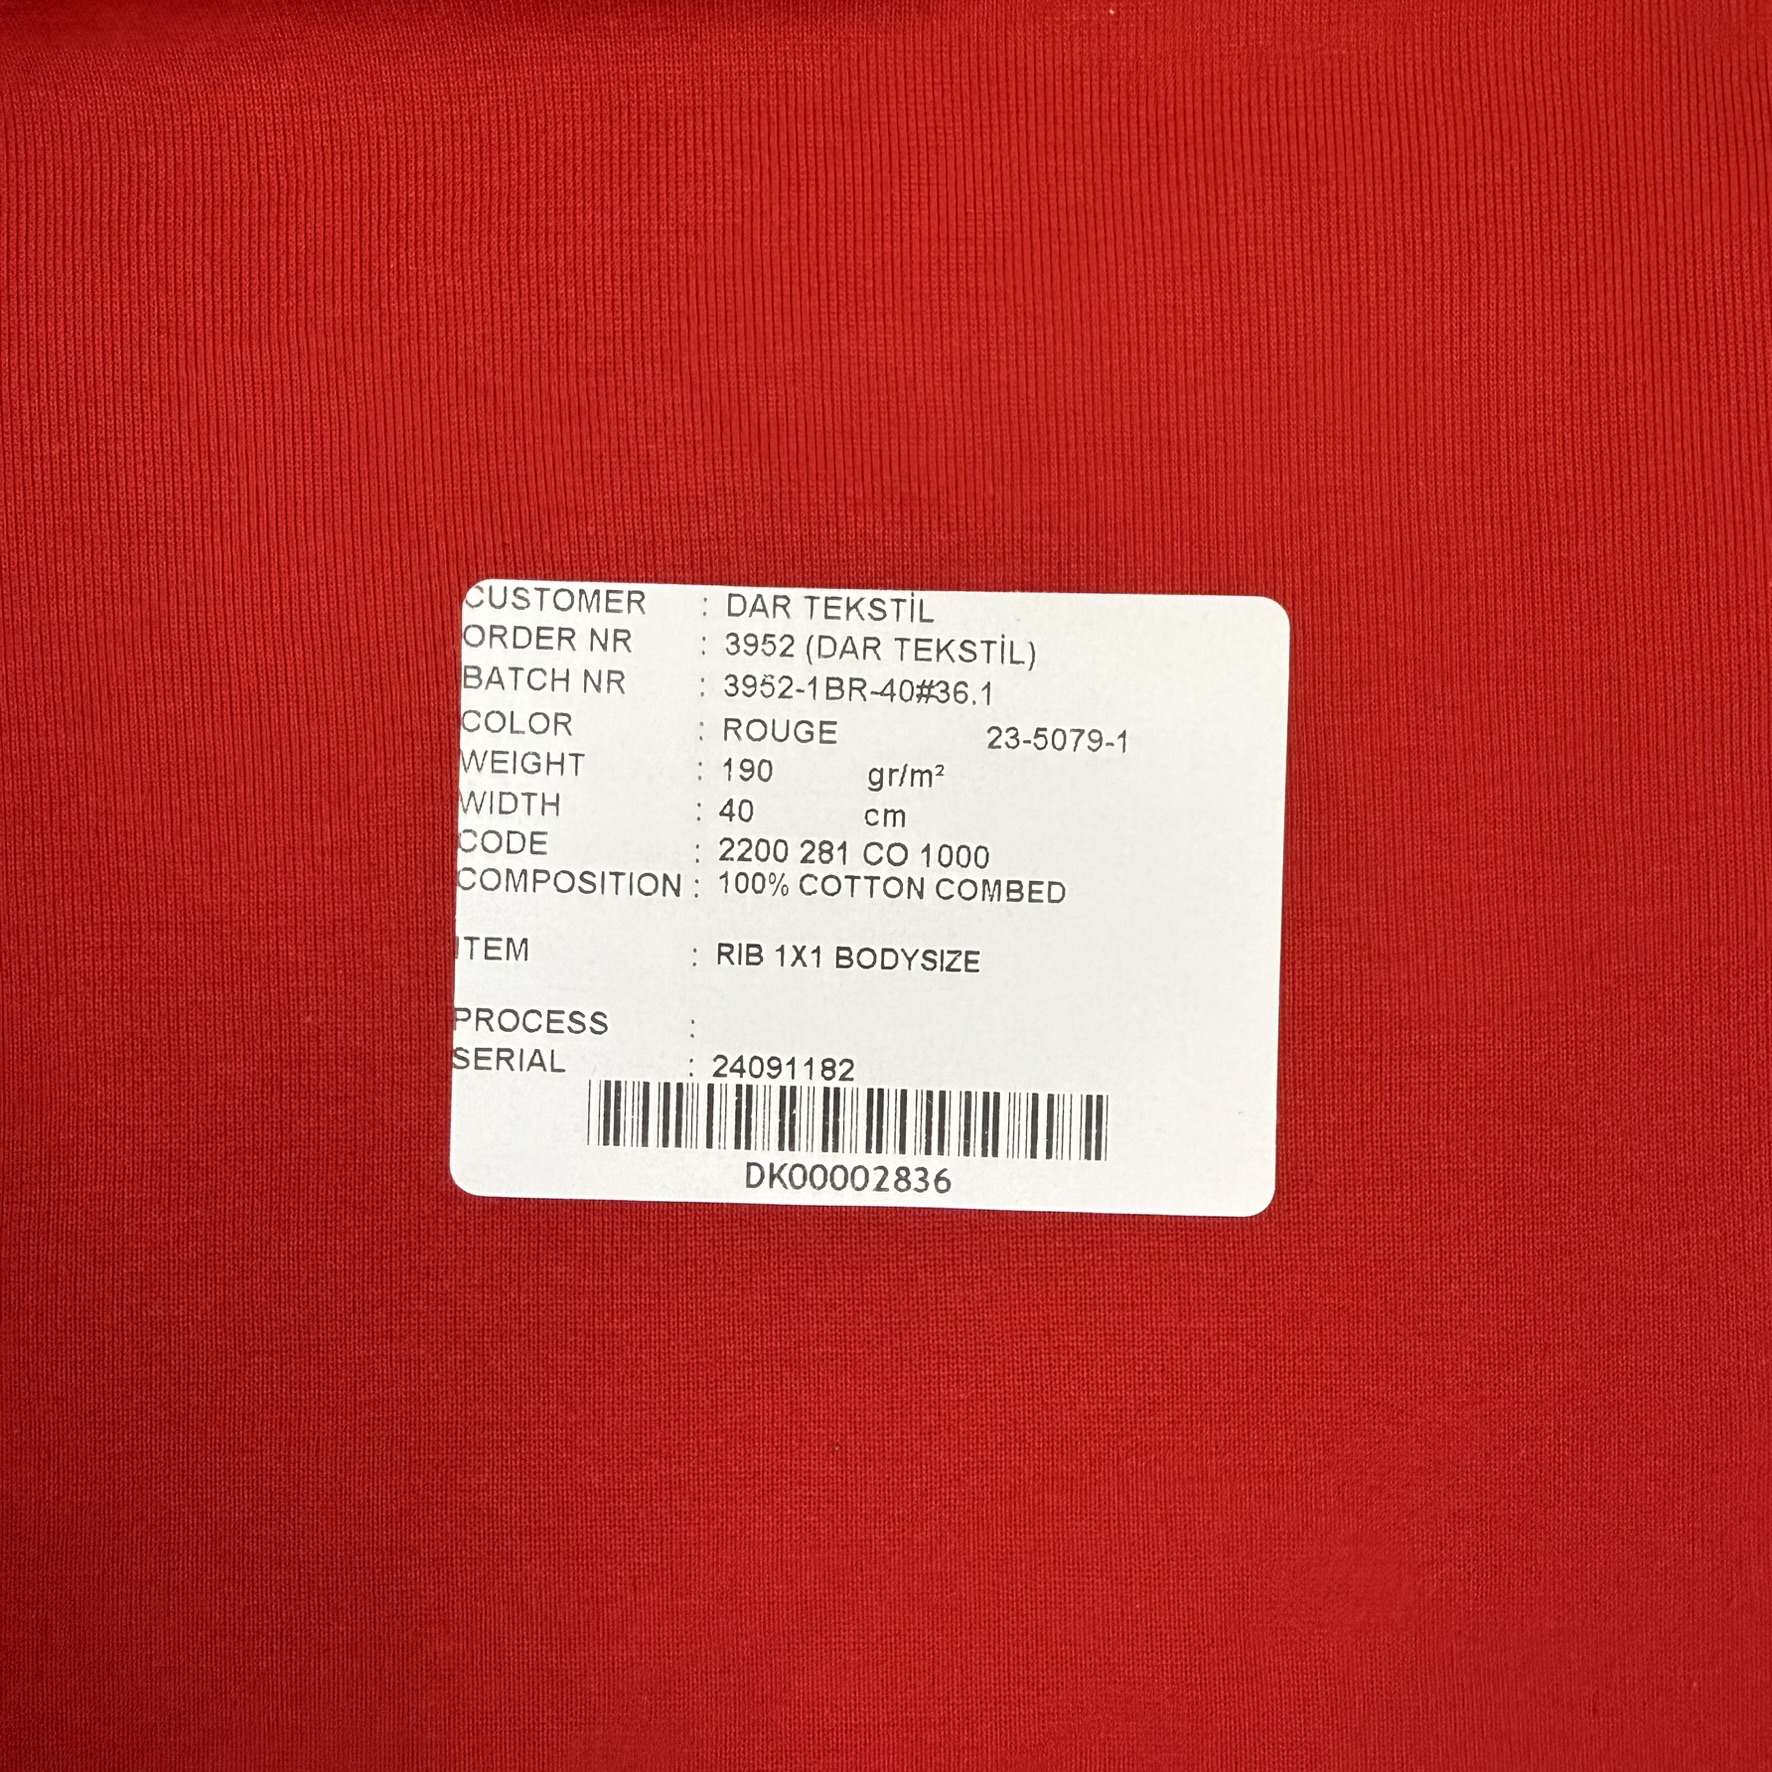 CUSTOMER : DAR TEKSTİL
ORDER NR : 3952 (DAR TEKSTİL)
BATCH NR : 3952-1BR-40#36.1
COLOR : ROUGE 23-5079-1
WEIGHT : 190 gr/m²
WIDTH : 40 cm
CODE : 2200 281 CO 1000
COMPOSITION : 100% COTTON COMBED
ITEM : RIB 1X1 BODYSIZE
PROCESS :
SERIAL : 24091182
DK00002836